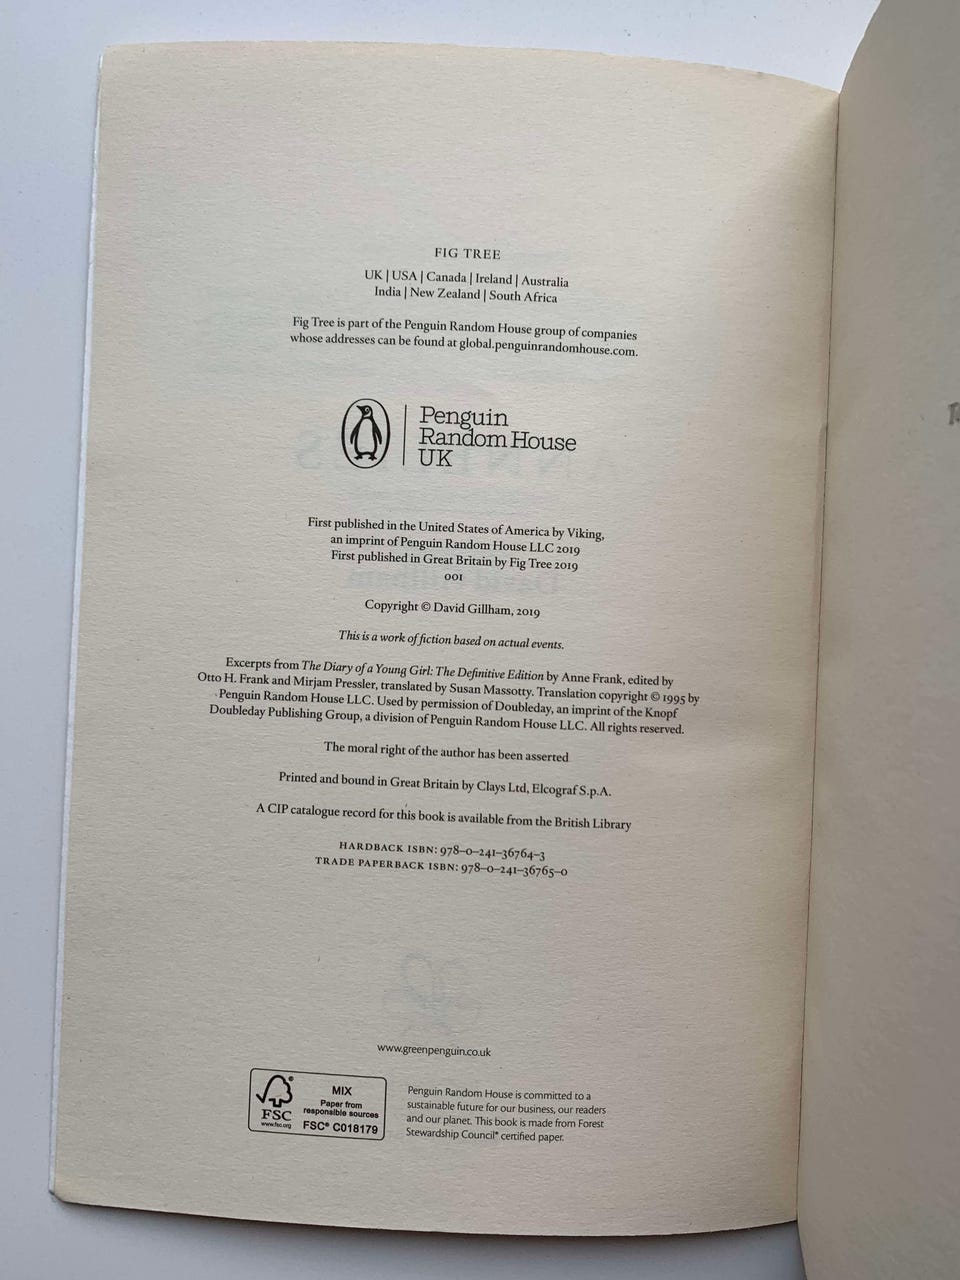 FIG TREE
UK | USA | Canada | Ireland | Australia
India | New Zealand | South Africa
Fig Tree is part of the Penguin Random House group of companies
whose addresses can be found at global.penguinrandomhouse.com.
Penguin
Random House
UK
First published in the United States of America by Viking,
an imprint of Penguin Random House LLC 2019
First published in Great Britain by Fig Tree 2019
001
Copyright © David Gillham, 2019
This is a work of fiction based on actual events.
Excerpts from The Diary of a Young Girl: The Definitive Edition by Anne Frank, edited by
Otto H. Frank and Mirjam Pressler, translated by Susan Massotty. Translation copyright © 1995 by
Penguin Random House LLC. Used by permission of Doubleday, an imprint of the Knopf
Doubleday Publishing Group, a division of Penguin Random House LLC. All rights reserved.
The moral right of the author has been asserted
Printed and bound in Great Britain by Clays Ltd, Elcograf S.p.A.
A CIP catalogue record for this book is available from the British Library
HARDBACK ISBN: 978–0–241–36764–3
TRADE PAPERBACK ISBN: 978–0–241–36765–0
www.greenpenguin.co.uk
FSC
www.fsc.org
MIX
Paper from
responsible sources
FSC® C018179
Penguin Random House is committed to a
sustainable future for our business, our readers
and our planet. This book is made from Forest
Stewardship Council® certified paper.